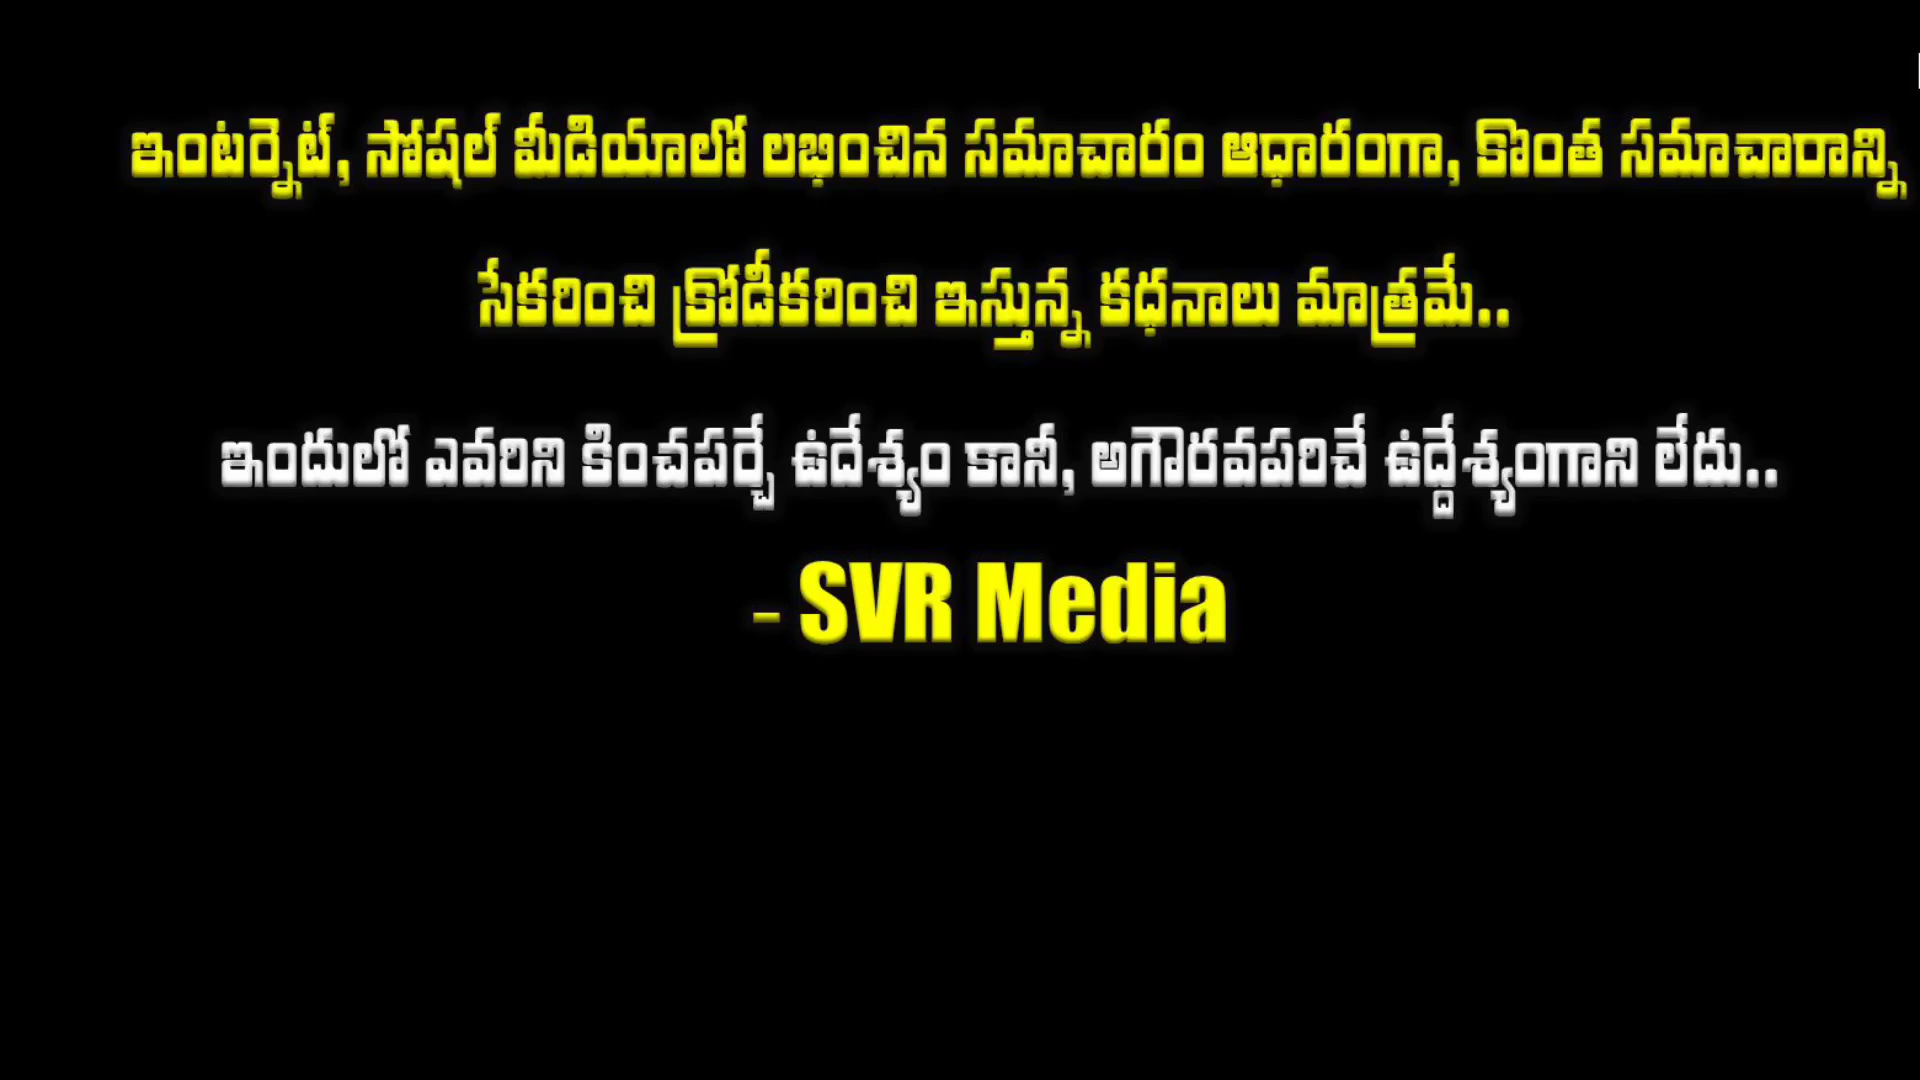 ఇంటర్నెట్, సోషల్ మీడియాలో లభించిన సమాచారం ఆధారంగా, కొంత సమాచారాన్ని
సేకరించి క్రోడీకరించి ఇస్తున్న కధనాలు మాత్రమే..
ఇందులో ఎవరిని కించపర్చే ఉదేశ్యం కానీ, అగౌరవపరిచే ఉద్దేశ్యంగాని లేదు..
- SVR Media